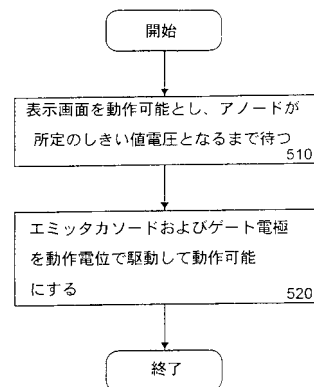 開始
表示画面を動作可能とし、アノードが
所定のしきい値電圧となるまで待つ
510
エミッタカソードおよびゲート電極
を動作電位で駆動して動作可能
にする
520
終了